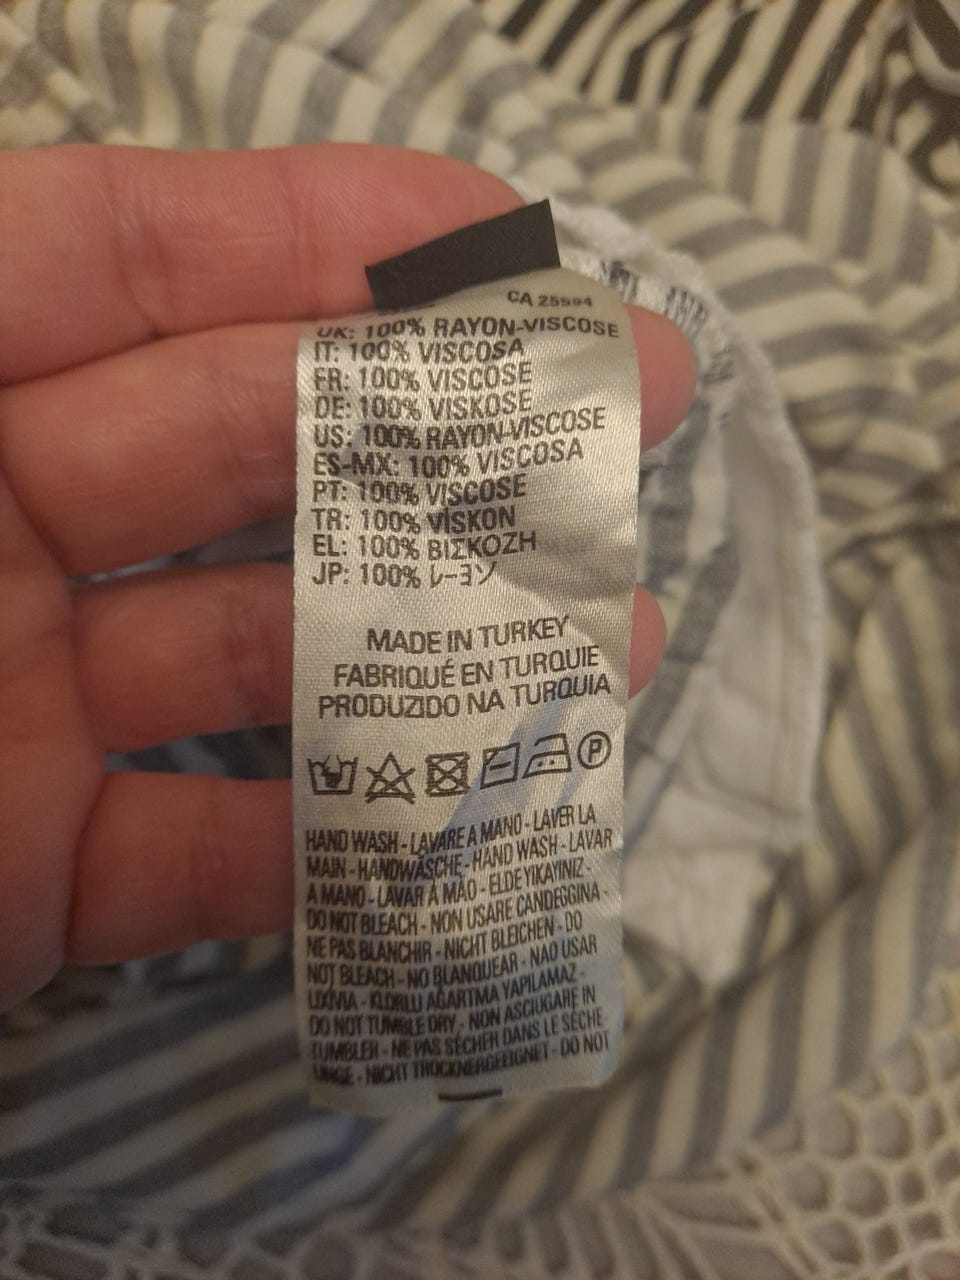 CA 25594
UK: 100% RAYON-VISCOSE
IT: 100% VISCOSA
FR: 100% VISCOSE
DE: 100% VISKOSE
US: 100% RAYON-VISCOSE
ES-MX: 100% VISCOSA
PT: 100% VISCOSE
TR: 100% VİSKON
EL: 100% ΒΙΣΚΟΖΗ
JP: 100% レーヨン
MADE IN TURKEY
FABRIQUÉ EN TURQUIE
PRODUZIDO NA TURQUIA
P
HAND WASH - LAVARE A MANO - LAVER LA
MAIN - HANDWÄSCHE - HAND WASH - LAVAR
A MANO - LAVAR À MÃO - ELDE YIKAYINIZ -
DO NOT BLEACH - NON USARE CANDEGGINA -
NE PAS BLANCHIR - NICHT BLEICHEN - DO
NOT BLEACH - NO BLANQUEAR - NAO USAR
LIXIVIA - KLORLU AĞARTMA YAPILAMAZ -
DO NOT TUMBLE DRY - NON ASCIUGARE IN
TUMBLER - NE PAS SÉCHER DANS LE SÈCHE
LINGE - NICHT TROCKNERGEEIGNET - DO NOT